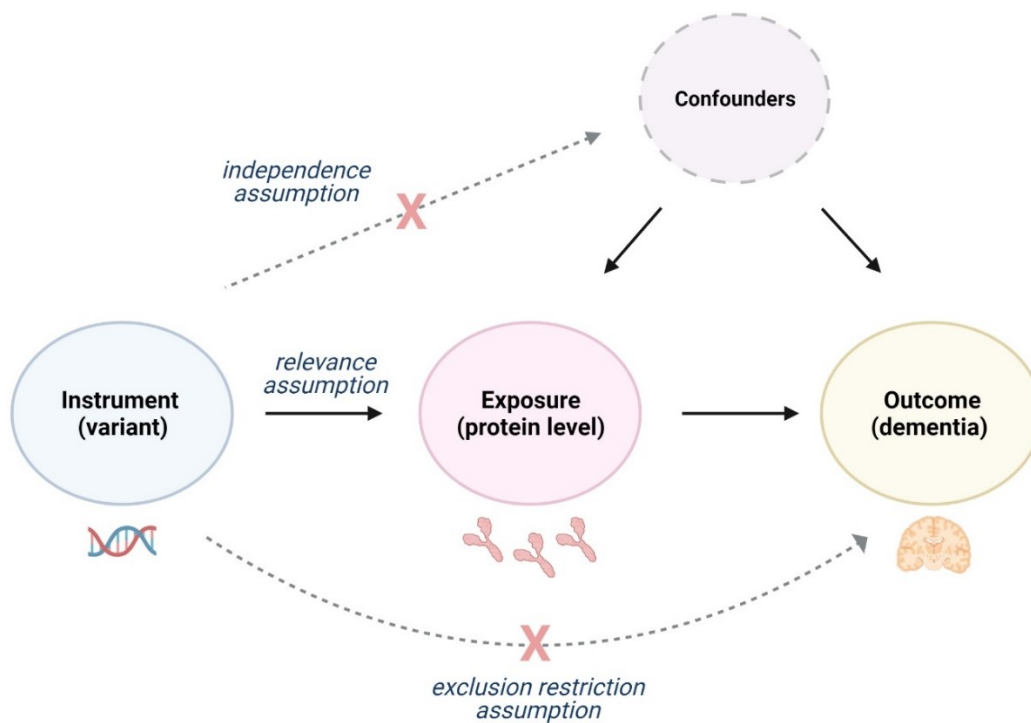 Confounders
independence
assumption
X
relevance
assumption
Instrument
(variant)
Exposure
(protein level)
Outcome
(dementia)
X
exclusion restriction
assumption